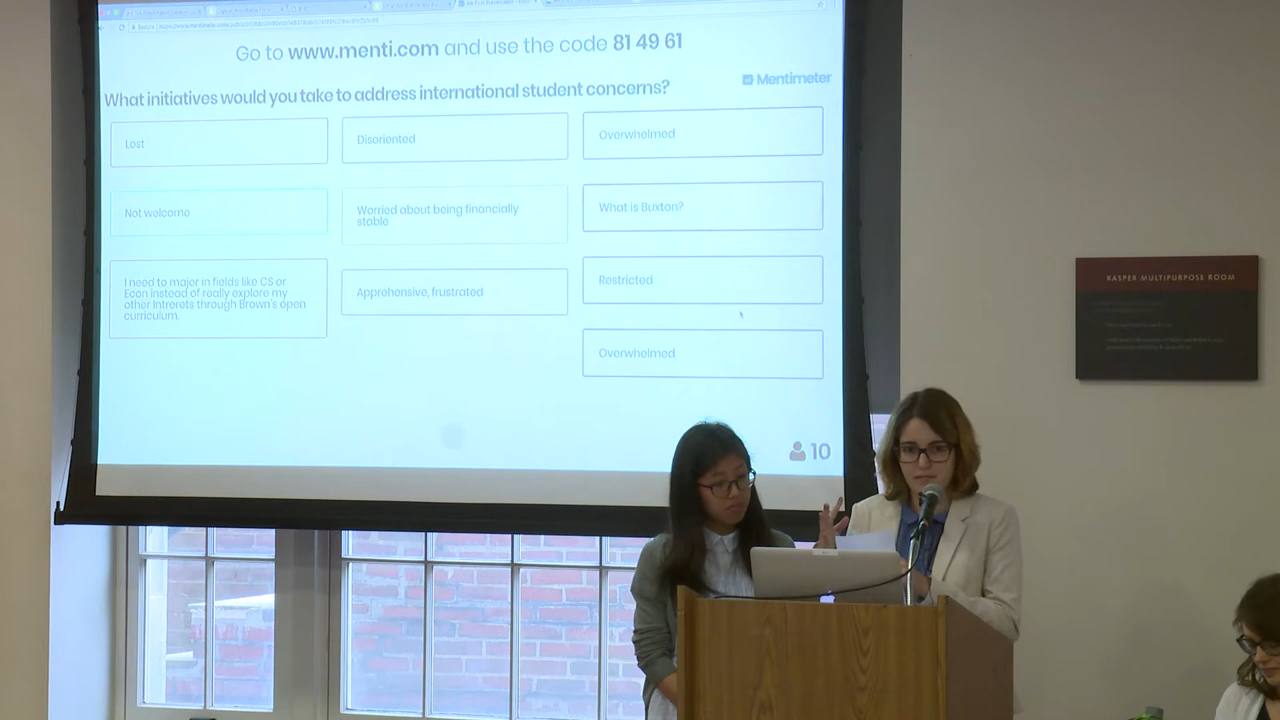 Go to www.menti.com and use the code 81 49 61
What initiatives would you take to address international student concerns?
Mentimeter
Lost
Disoriented
Overwhelmed
Not welcome
Worried about being financially
stable
What is Buxton?
I need to major in fields like CS or
Econ instead of really explore my
other Intrerets through Brown's open
curriculum.
Apprehensive, frustrated
Restricted
Overwhelmed
10
KASPER MULTIPURPOSE ROOM